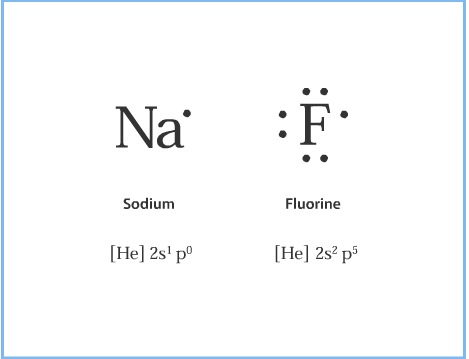 Na F
Sodium Fluorine
[He] 2s¹ p⁰ [He] 2s² p⁵